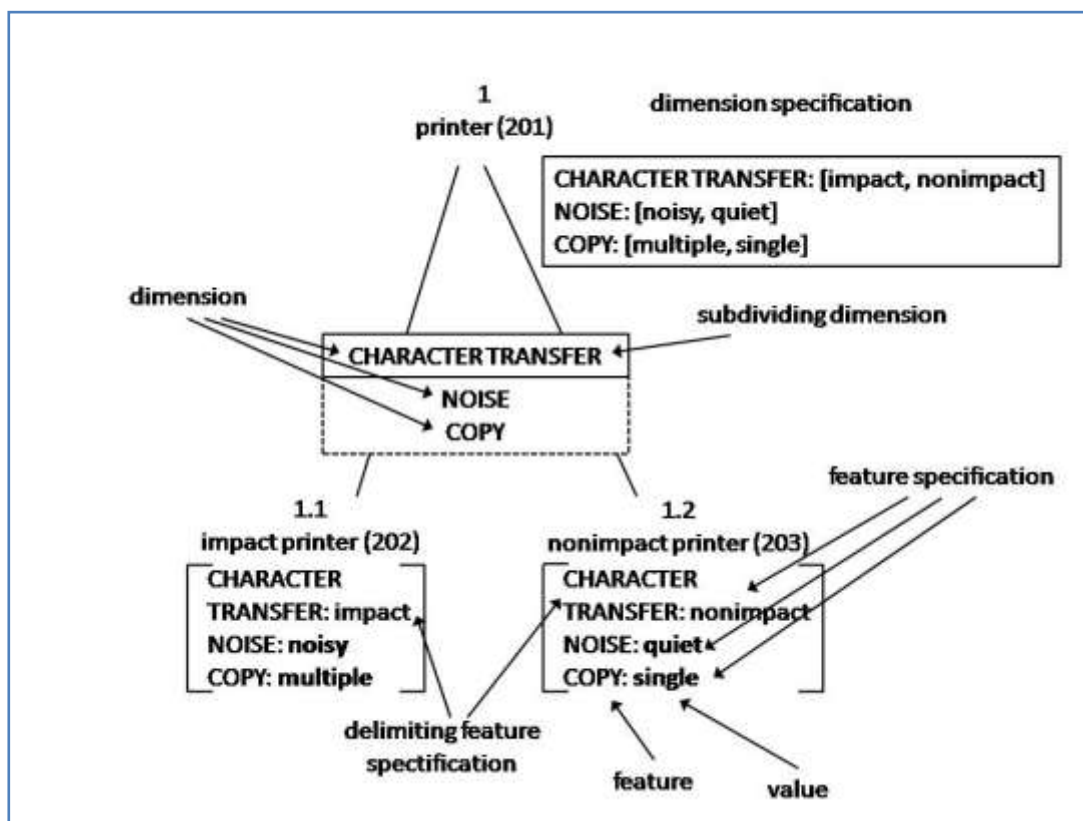 1
printer (201)
dimension specification
CHARACTER TRANSFER: [impact, nonimpact]
NOISE: [noisy, quiet]
COPY: [multiple, single]
dimension
subdividing dimension
CHARACTER TRANSFER
NOISE
COPY
feature specification
1.1
impact printer (202)
CHARACTER
TRANSFER: impact
NOISE: noisy
COPY: multiple
1.2
nonimpact printer (203)
CHARACTER
TRANSFER: nonimpact
NOISE: quiet
COPY: single
delimiting feature
spectification
feature
value